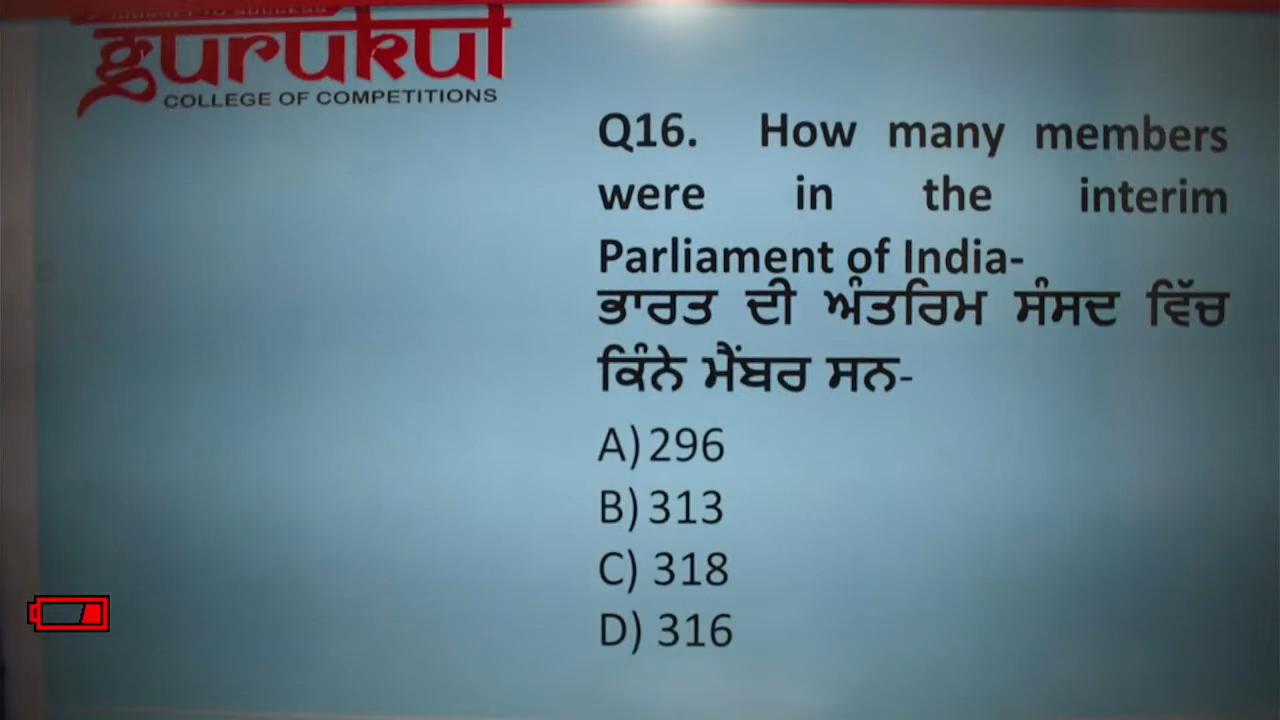 gurukul
COLLEGE OF COMPETITIONS
Q16. How many members
were in the interim
Parliament of India-
ਭਾਰਤ ਦੀ ਅੰਤਰਿਮ ਸੰਸਦ ਵਿੱਚ
ਕਿੰਨੇ ਮੈਂਬਰ ਸਨ-
A) 296
B) 313
C) 318
D) 316